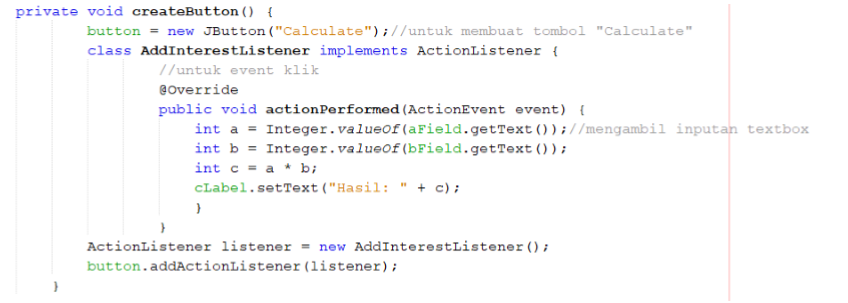 private void createButton() {
button = new JButton("Calculate");//untuk membuat tombol "Calculate"
class AddInterestListener implements ActionListener {
//untuk event klik
@Override
public void actionPerformed(ActionEvent event) {
int a = Integer.valueOf(aField.getText());//mengambil inputan textbox
int b = Integer.valueOf(bField.getText());
int c = a * b;
cLabel.setText("Hasil: " + c);
}
}
ActionListener listener = new AddInterestListener();
button.addActionListener(listener);
}